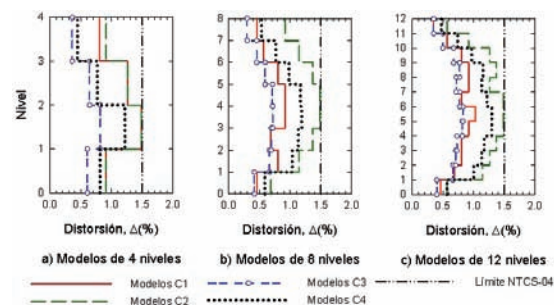 4
3
2
1
0
Nivel
0.0 0.5 1.0 1.5 2.0
Distorsión, Δ(%)
a) Modelos de 4 niveles
8
7
6
5
4
3
2
1
0
0.0 0.5 1.0 1.5 2.0
Distorsión, Δ(%)
b) Modelos de 8 niveles
12
11
10
9
8
7
6
5
4
3
2
1
0
0.0 0.5 1.0 1.5 2.0
Distorsión, Δ(%)
c) Modelos de 12 niveles
Modelos C1
Modelos C2
Modelos C3
Modelos C4
Límite NTCS-04